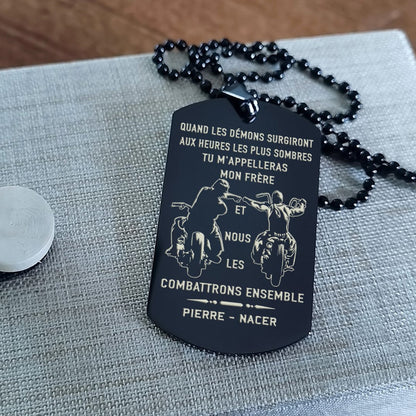 QUAND LES DÉMONS SURGIRONT
AUX HEURES LES PLUS SOMBRES
TU M'APPELLERAS
MON FRÈRE
ET
NOUS
LES
COMBATTRONS ENSEMBLE
PIERRE - NACER